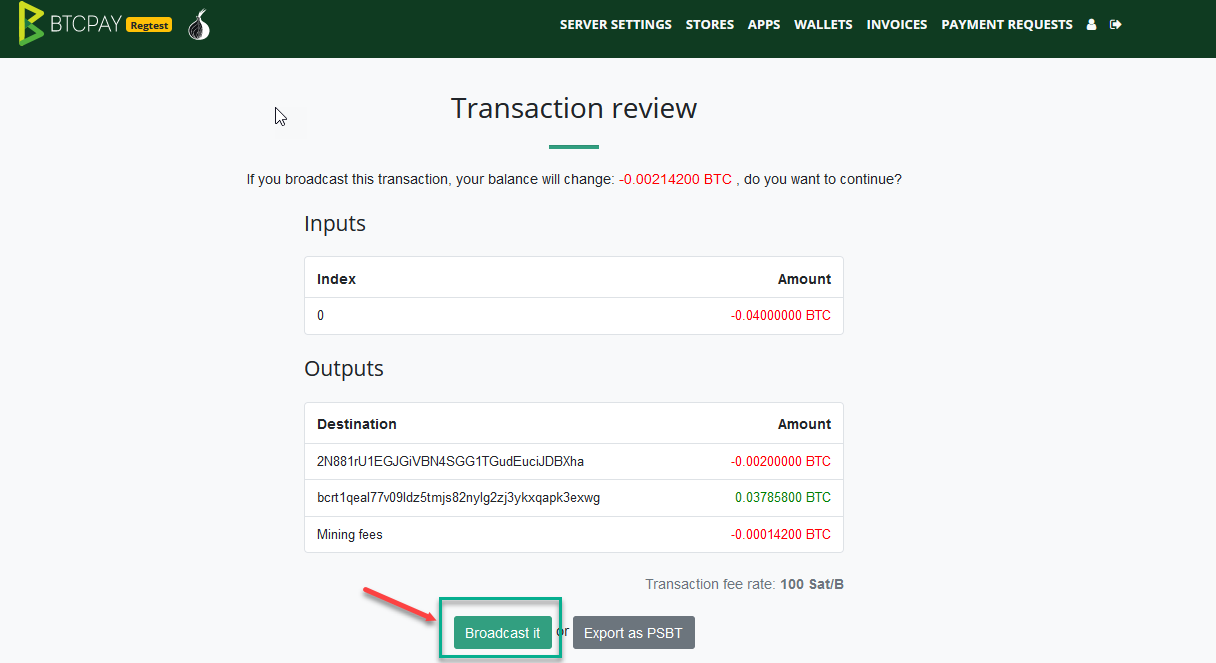 BTCPAY Regtest
SERVER SETTINGS STORES APPS WALLETS INVOICES PAYMENT REQUESTS
Transaction review
If you broadcast this transaction, your balance will change: -0.00214200 BTC , do you want to continue?
Inputs
Index Amount
0 -0.04000000 BTC
Outputs
Destination Amount
2N881rU1EGJGiVBN4SGG1TGudEuciJDBXha -0.00200000 BTC
bcrt1qeal77v09ldz5tmjs82nylg2zj3ykxqapk3exwg 0.03785800 BTC
Mining fees -0.00014200 BTC
Transaction fee rate: 100 Sat/B
Broadcast it or Export as PSBT